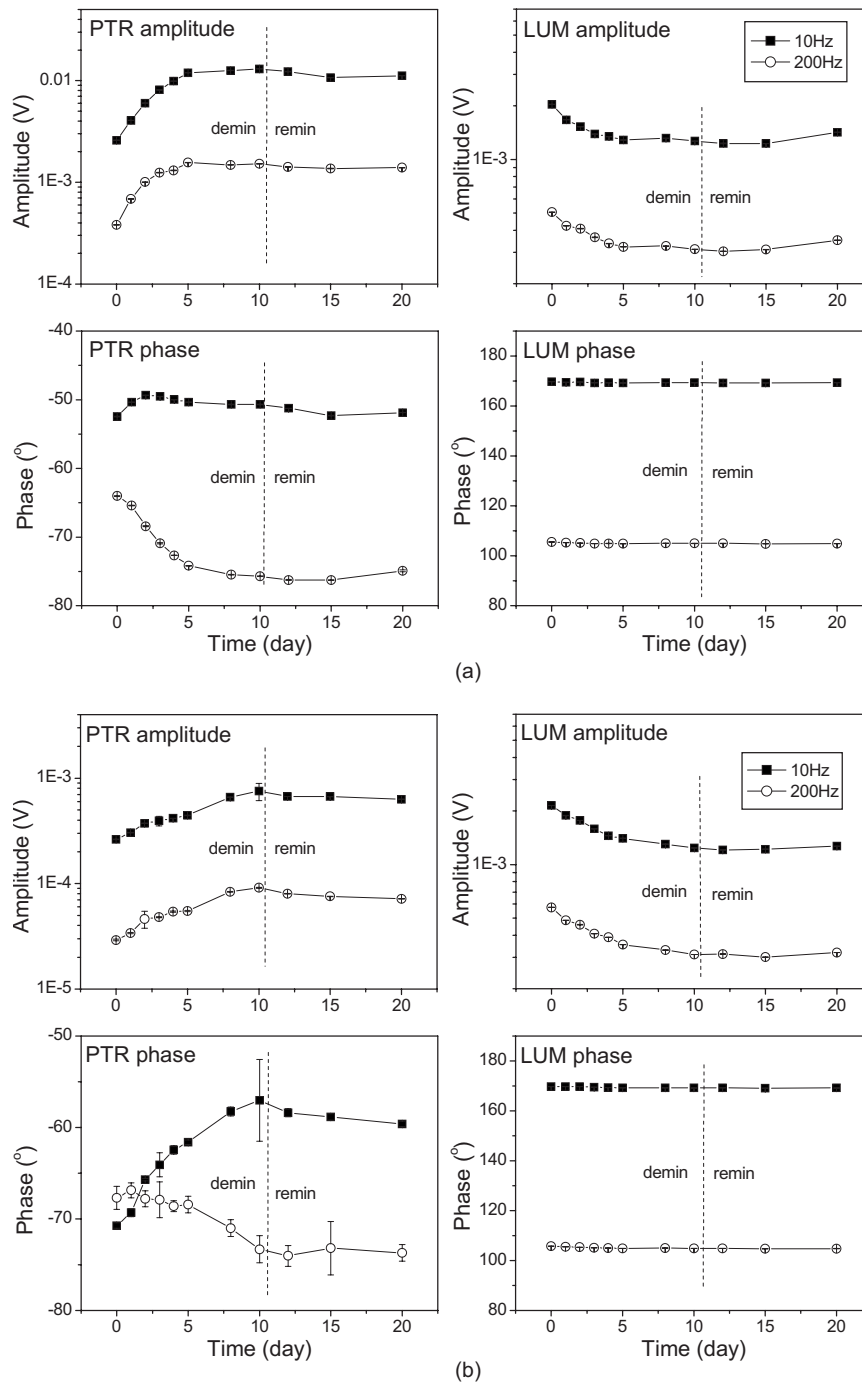 PTR amplitude
0.01
1E-3
1E-4
Amplitude (V)
demin
remin
0 5 10 15 20
LUM amplitude
10Hz
200Hz
1E-3
Amplitude (V)
demin
remin
0 5 10 15 20
PTR phase
-40
-50
-60
-70
-80
Phase (°)
demin
remin
0 5 10 15 20
Time (day)
LUM phase
170
160
140
120
100
80
Phase (°)
demin
remin
0 5 10 15 20
Time (day)
(a)
PTR amplitude
1E-3
1E-4
1E-5
Amplitude (V)
demin
remin
0 5 10 15 20
LUM amplitude
10Hz
200Hz
1E-3
Amplitude (V)
demin
remin
0 5 10 15 20
PTR phase
-50
-60
-70
-80
Phase (°)
demin
remin
0 5 10 15 20
Time (day)
LUM phase
170
160
140
120
100
80
Phase (°)
demin
remin
0 5 10 15 20
Time (day)
(b)